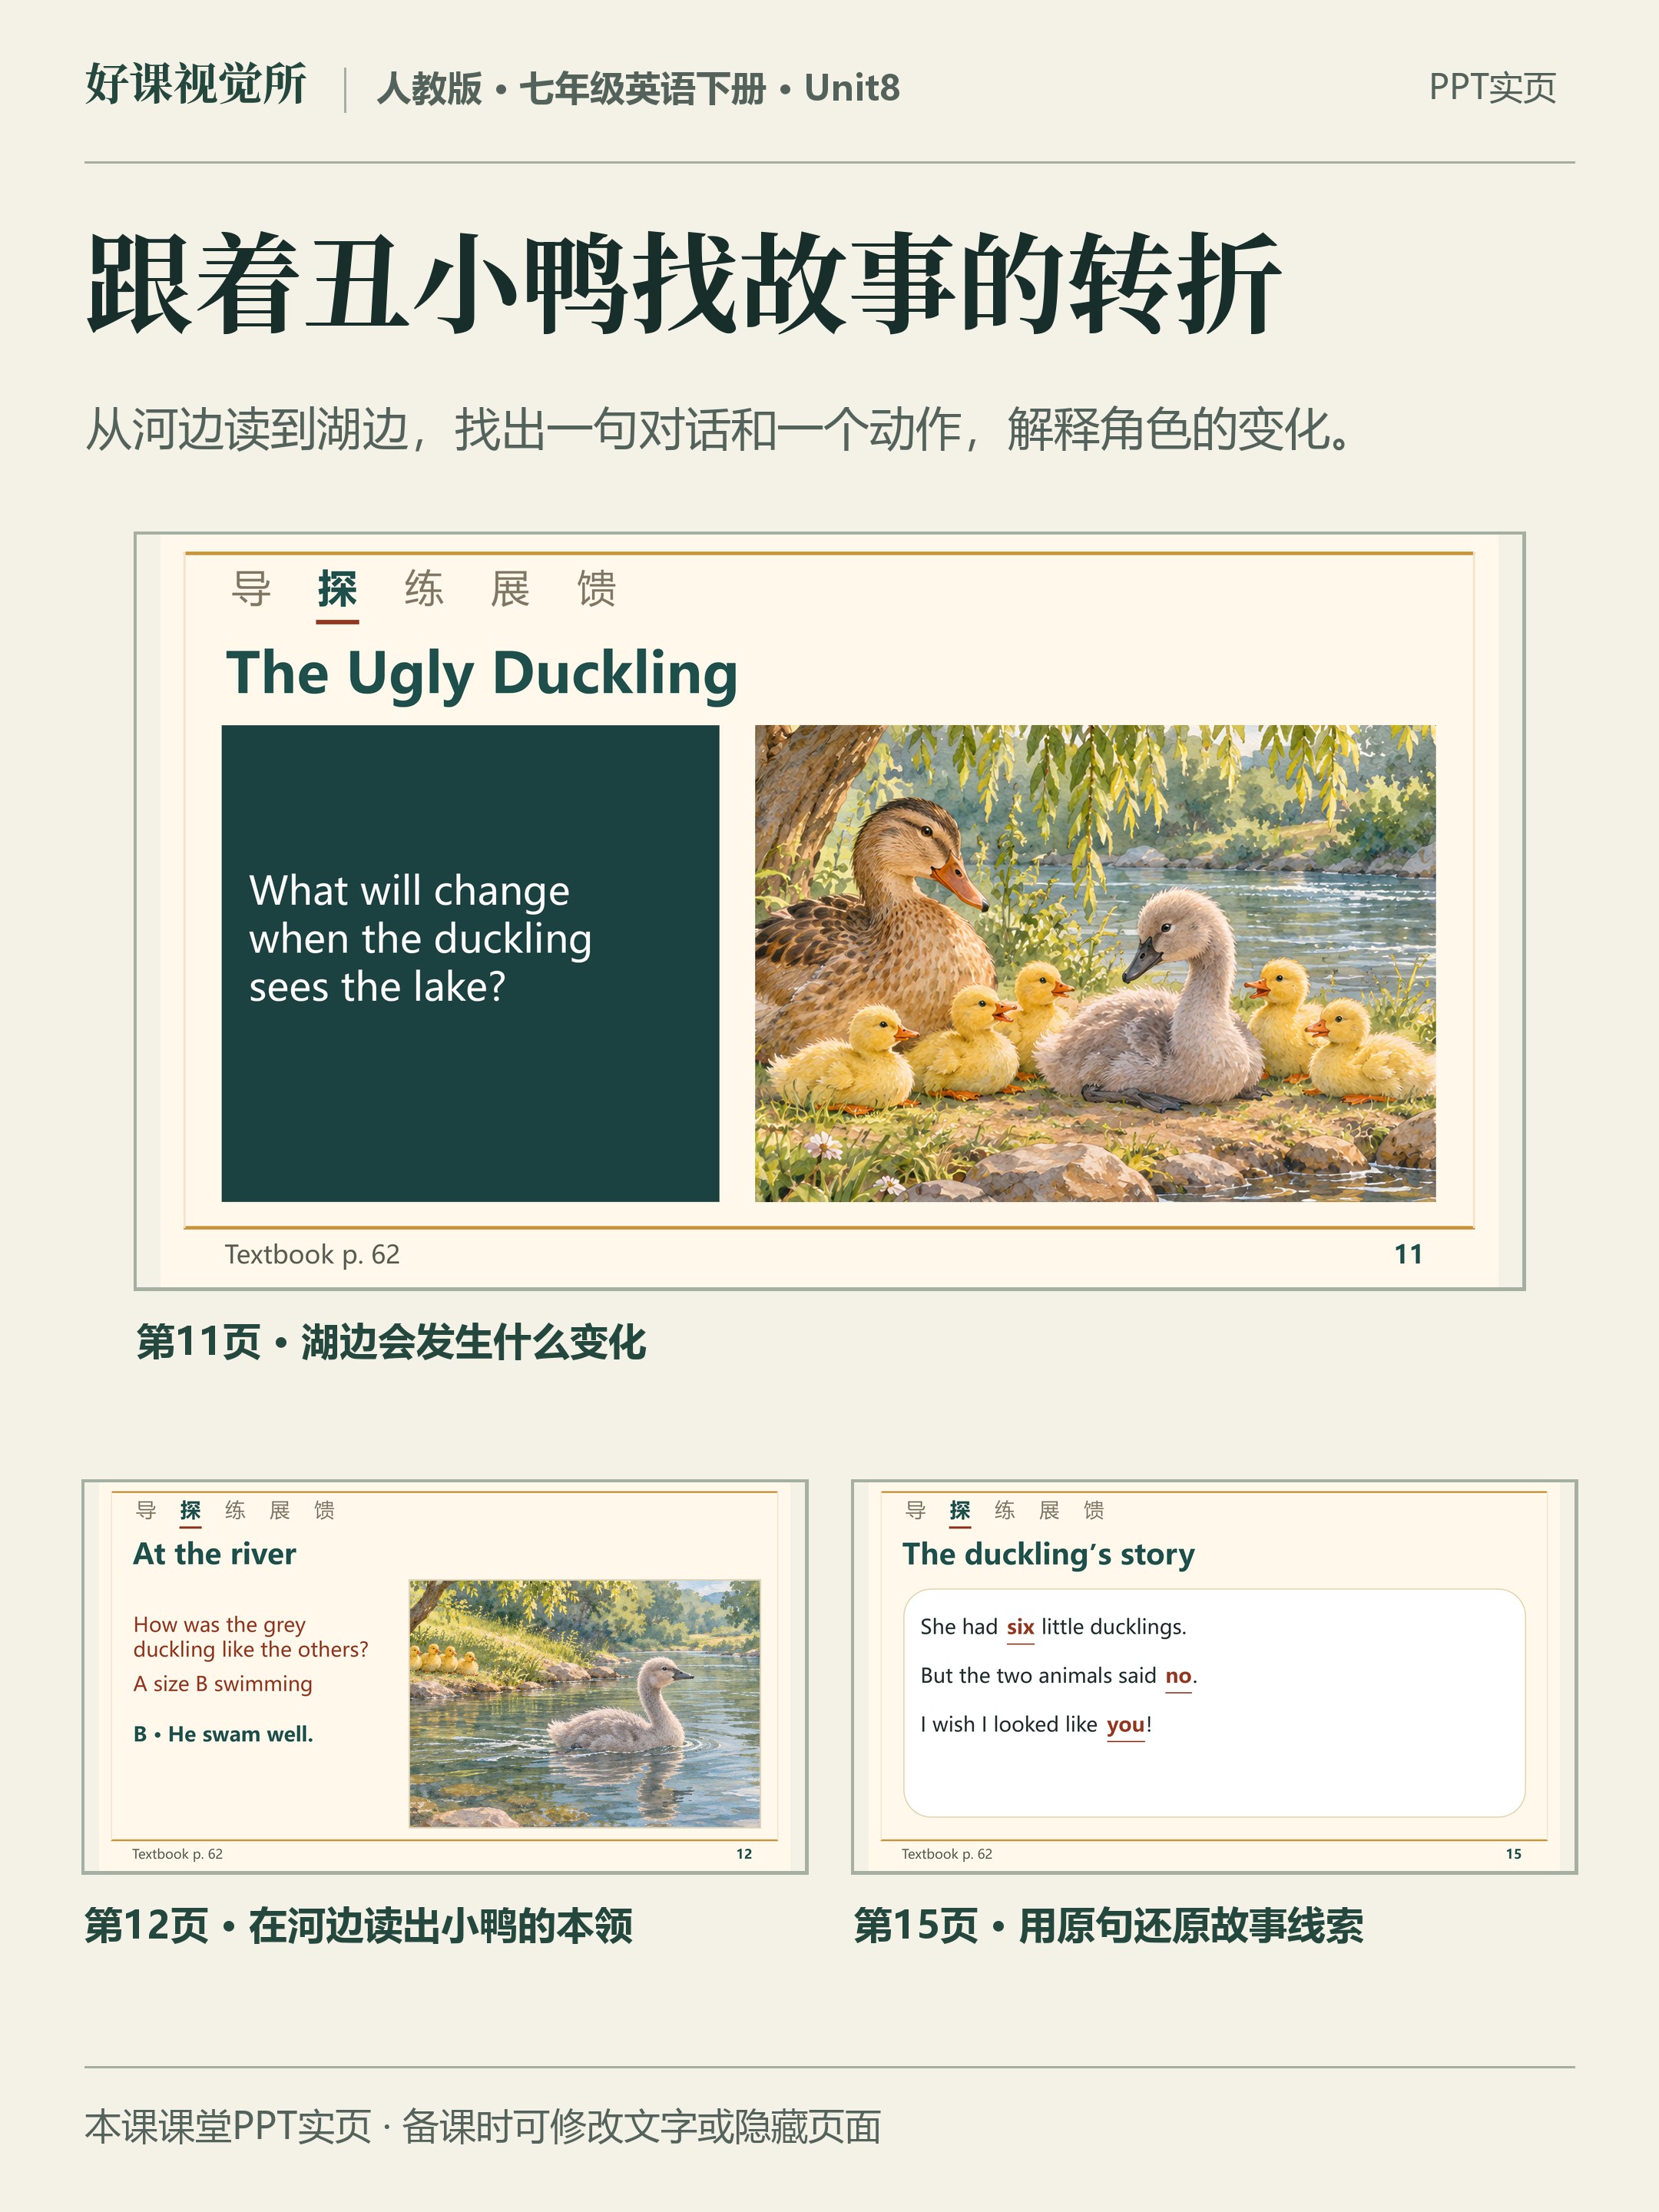 好课视觉所
人教版 • 七年级英语下册 • Unit8
PPT实页
跟着丑小鸭找故事的转折
从河边读到湖边，找出一句对话和一个动作，解释角色的变化。
导 探 练 展 馈
The Ugly Duckling
What will change
when the duckling
sees the lake?
Textbook p. 62
11
第11页 • 湖边会发生什么变化
导 探 练 展 馈
At the river
How was the grey
duckling like the others?
A size B swimming
B • He swam well.
Textbook p. 62
12
第12页 • 在河边读出小鸭的本领
导 探 练 展 馈
The duckling’s story
She had six little ducklings.
But the two animals said no.
I wish I looked like you!
Textbook p. 62
15
第15页 • 用原句还原故事线索
本课课堂PPT实页 · 备课时可修改文字或隐藏页面